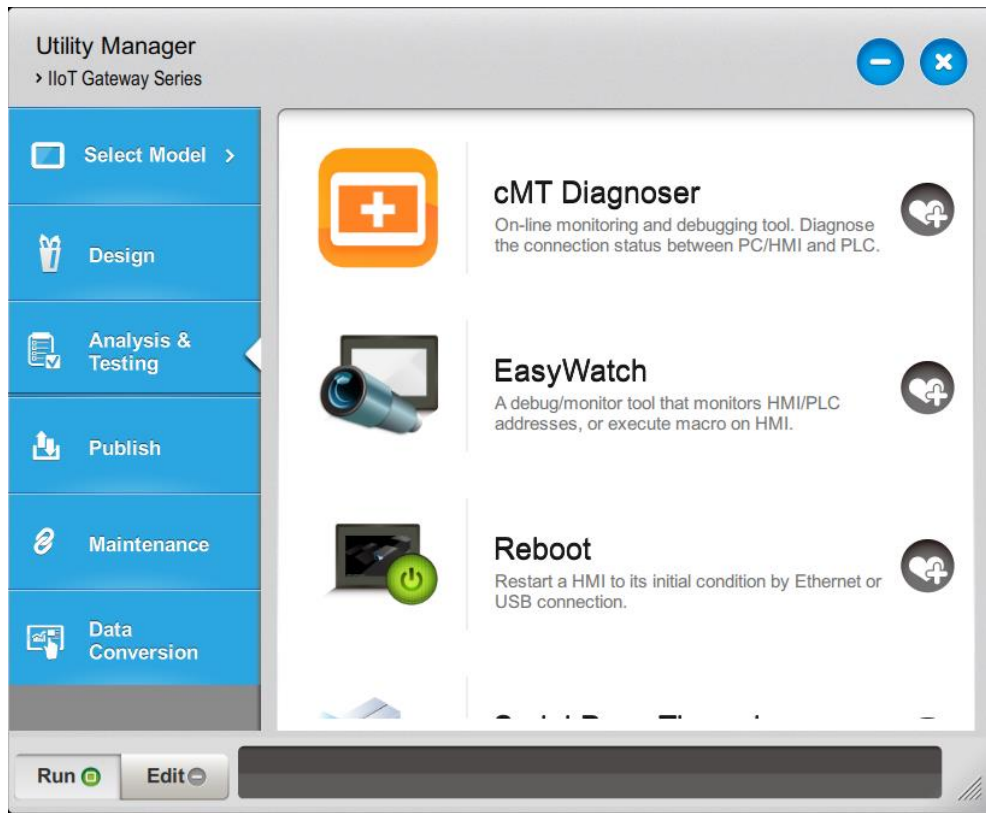 Utility Manager
> IIoT Gateway Series
Select Model >
Design
Analysis &
Testing
Publish
Maintenance
Data
Conversion
cMT Diagnoser
On-line monitoring and debugging tool. Diagnose
the connection status between PC/HMI and PLC.
EasyWatch
A debug/monitor tool that monitors HMI/PLC
addresses, or execute macro on HMI.
Reboot
Restart a HMI to its initial condition by Ethernet or
USB connection.
Run
Edit